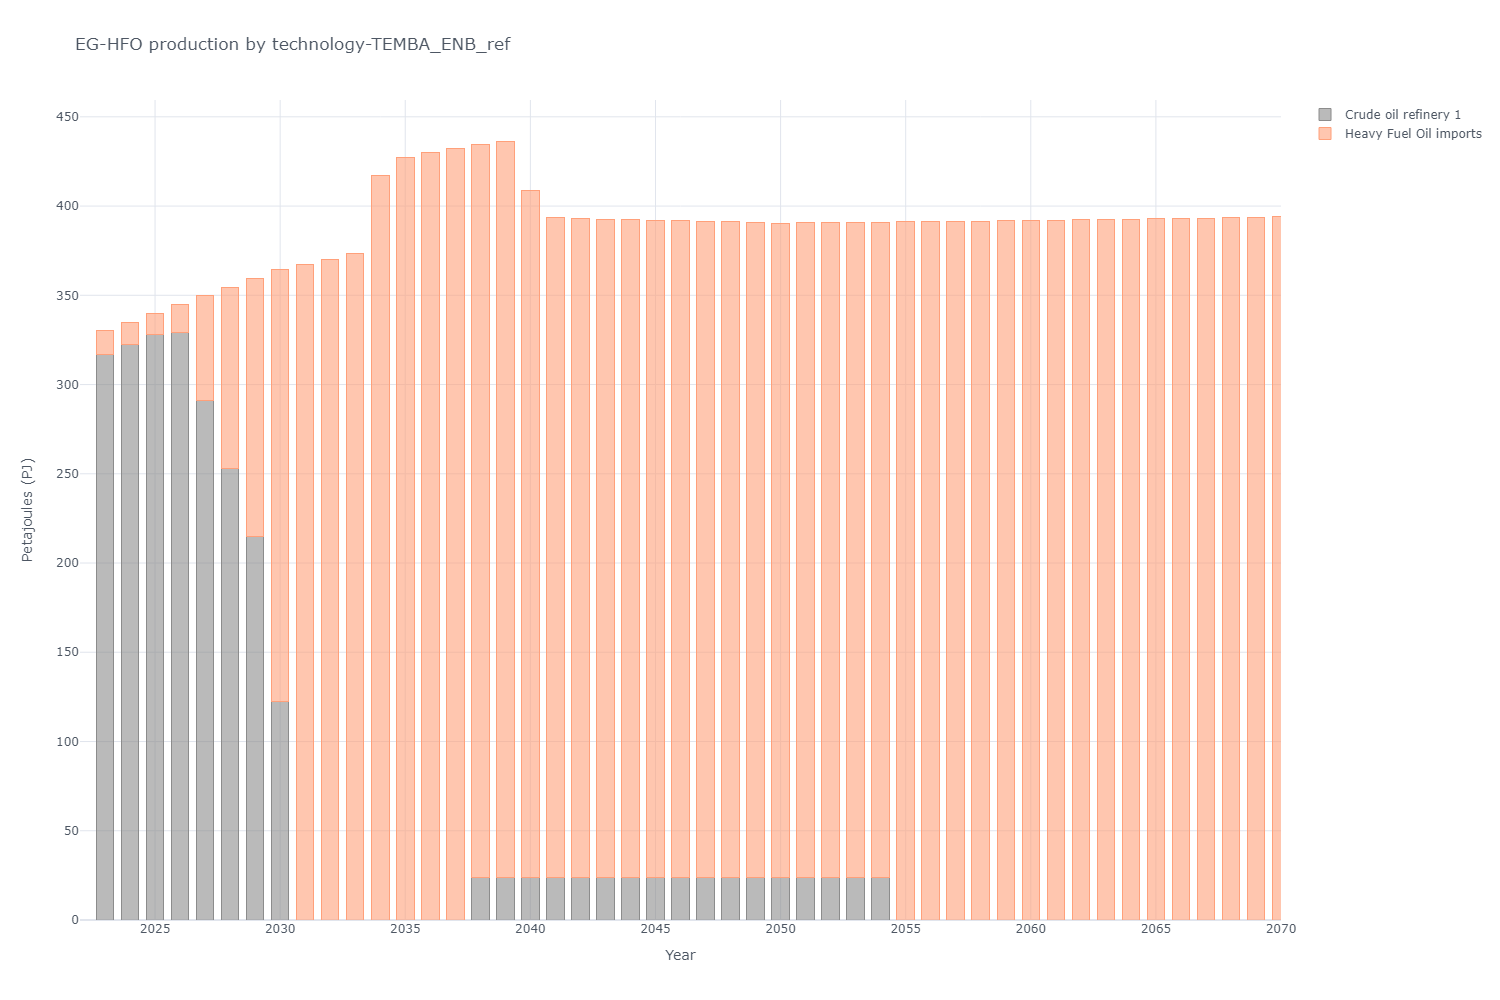 EG-HFO production by technology-TEMBA_ENB_ref
Crude oil refinery 1
Heavy Fuel Oil imports
450
400
350
300
250
200
150
100
50
0
Petajoules (PJ)
2025 2030 2035 2040 2045 2050 2055 2060 2065 2070
Year